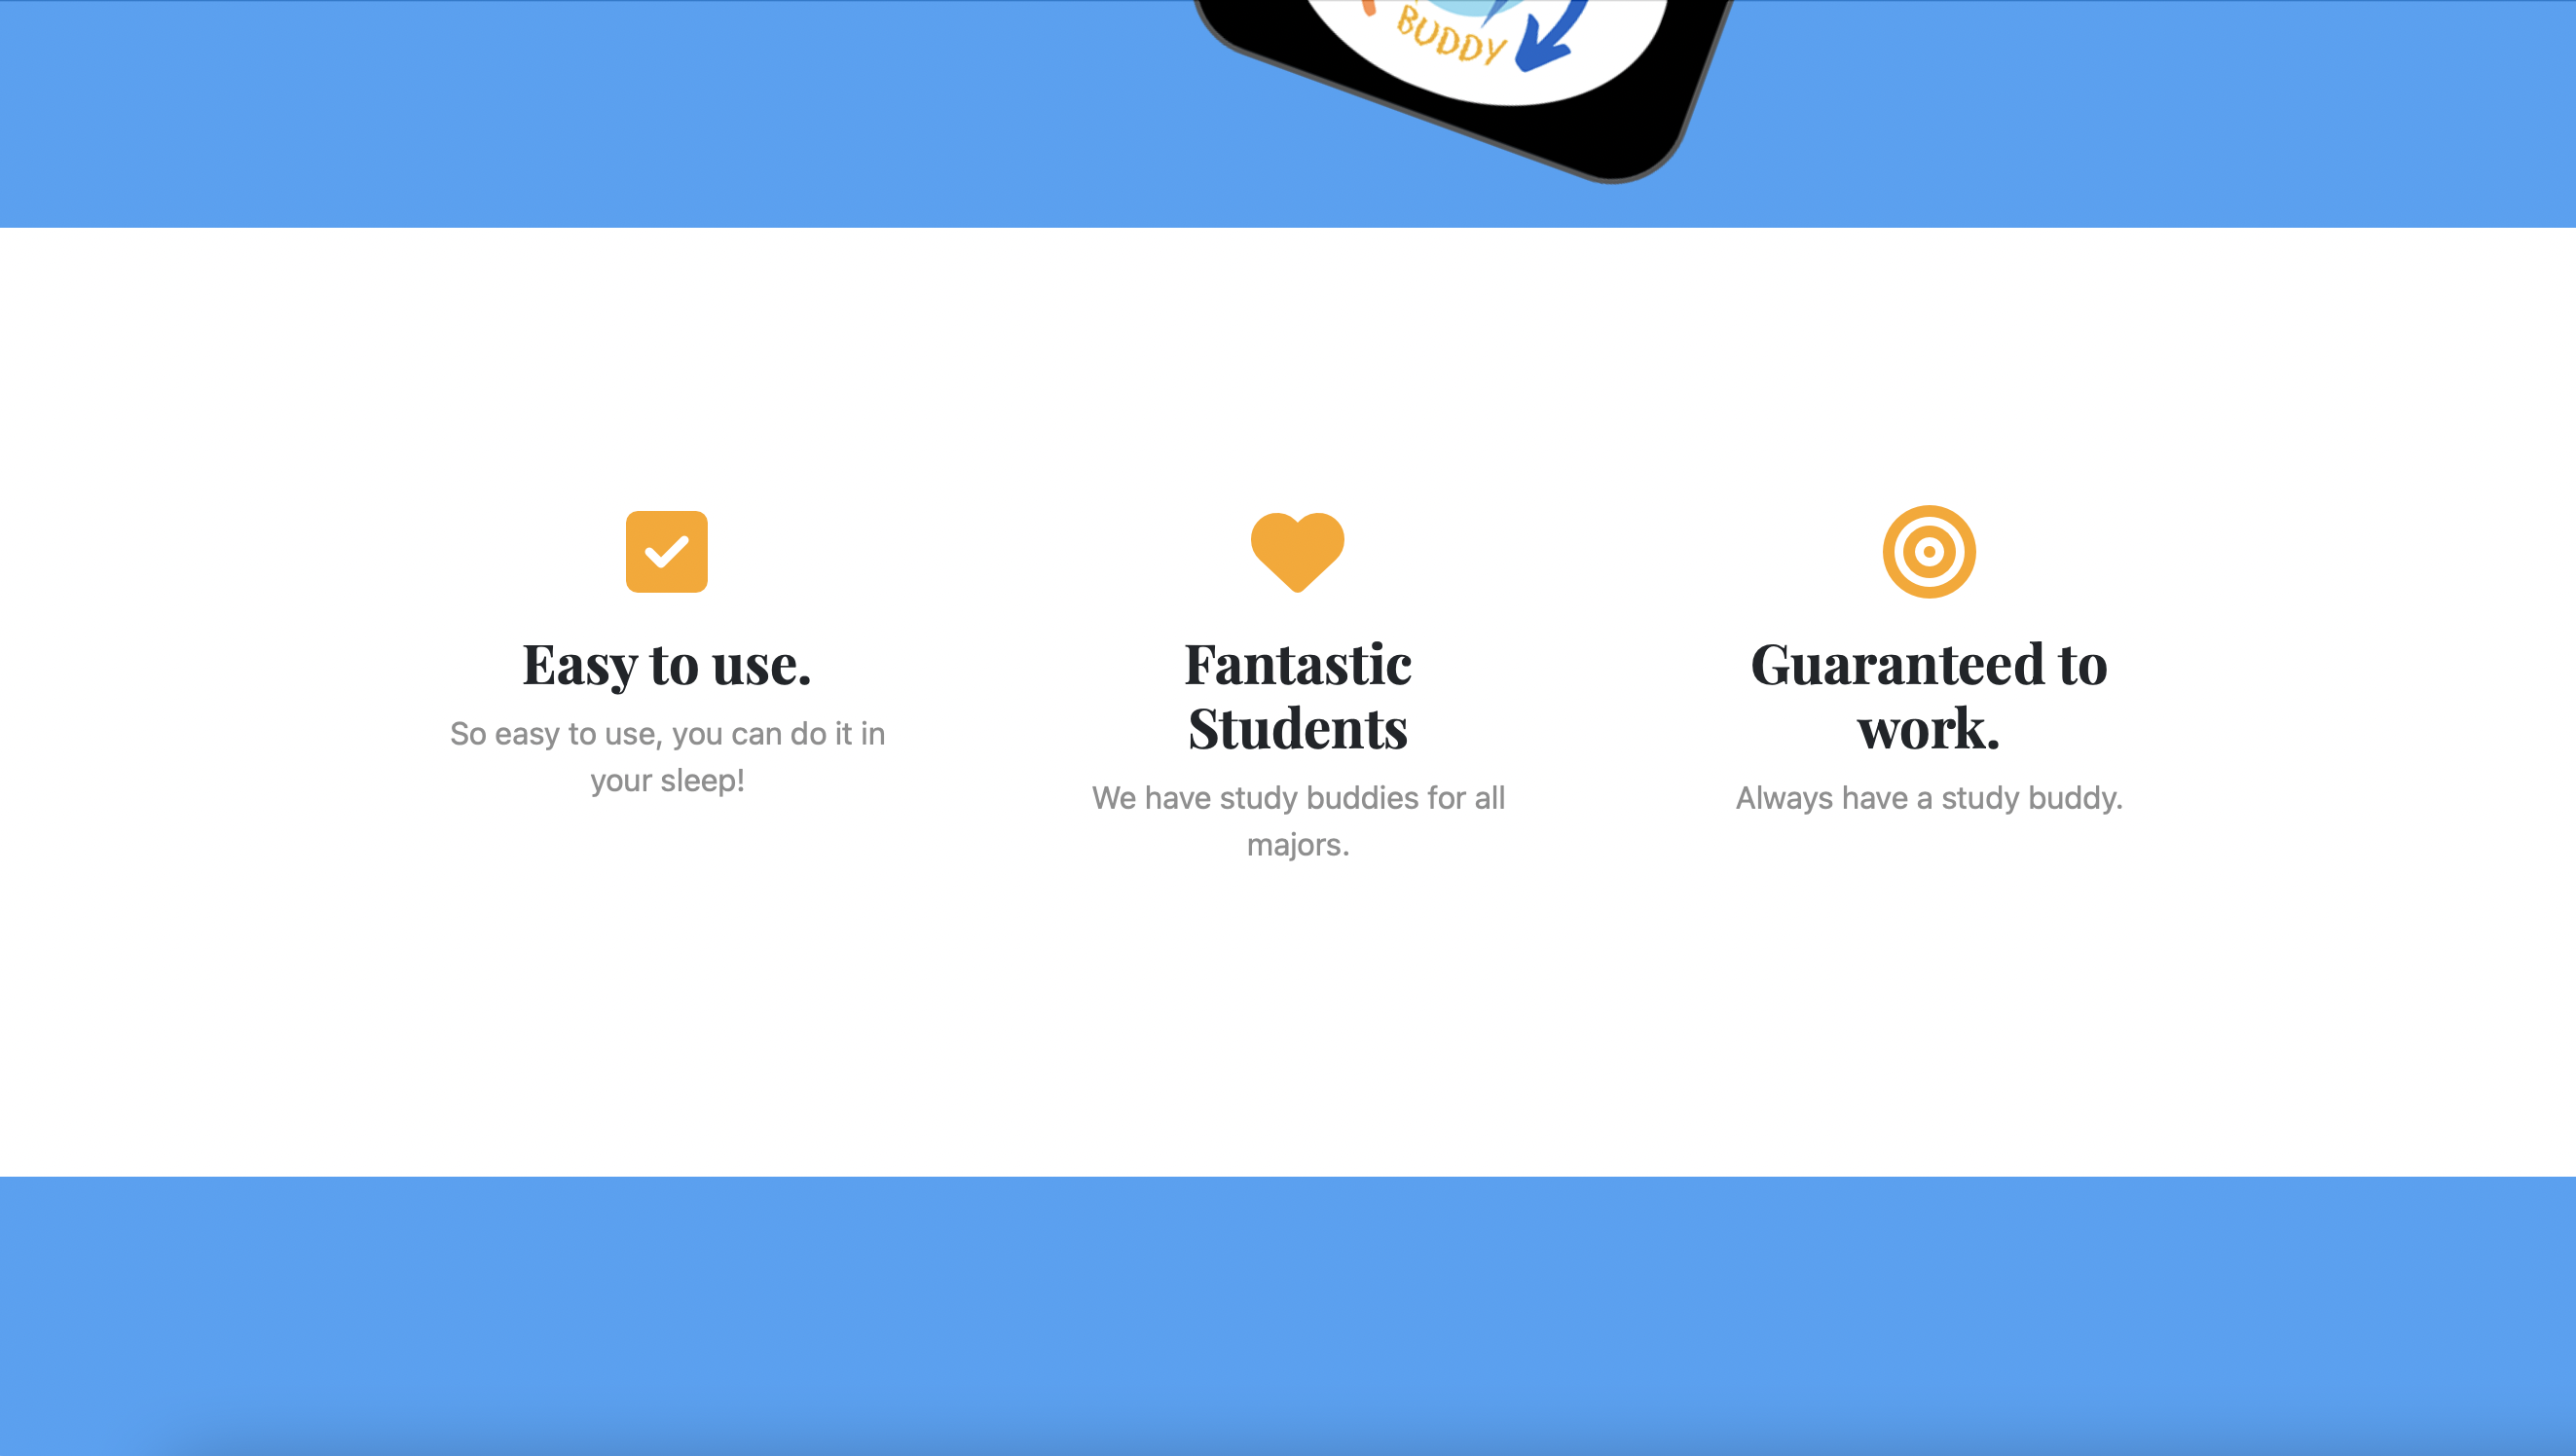 BUDDY
Easy to use.
So easy to use, you can do it in
your sleep!
Fantastic
Students
We have study buddies for all
majors.
Guaranteed to
work.
Always have a study buddy.